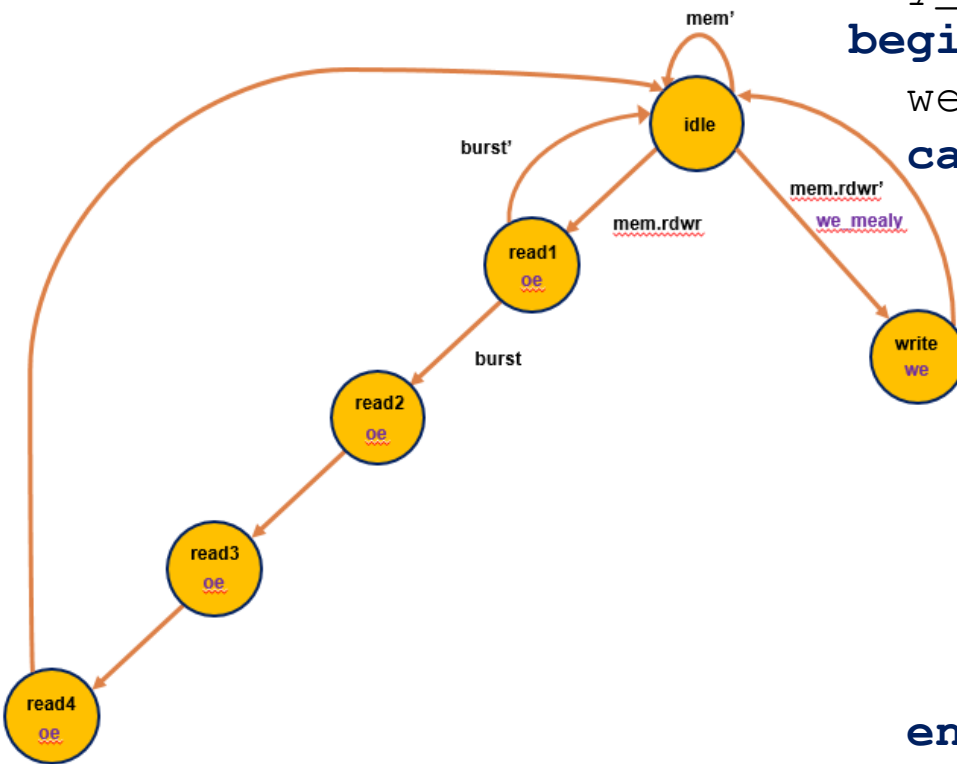 mem’
begi
we
idle
ca
burst’
mem.rdwr’
we_mealy
mem.rdwr
read1
oe
write
we
burst
read2
oe
read3
oe
read4
oe
en